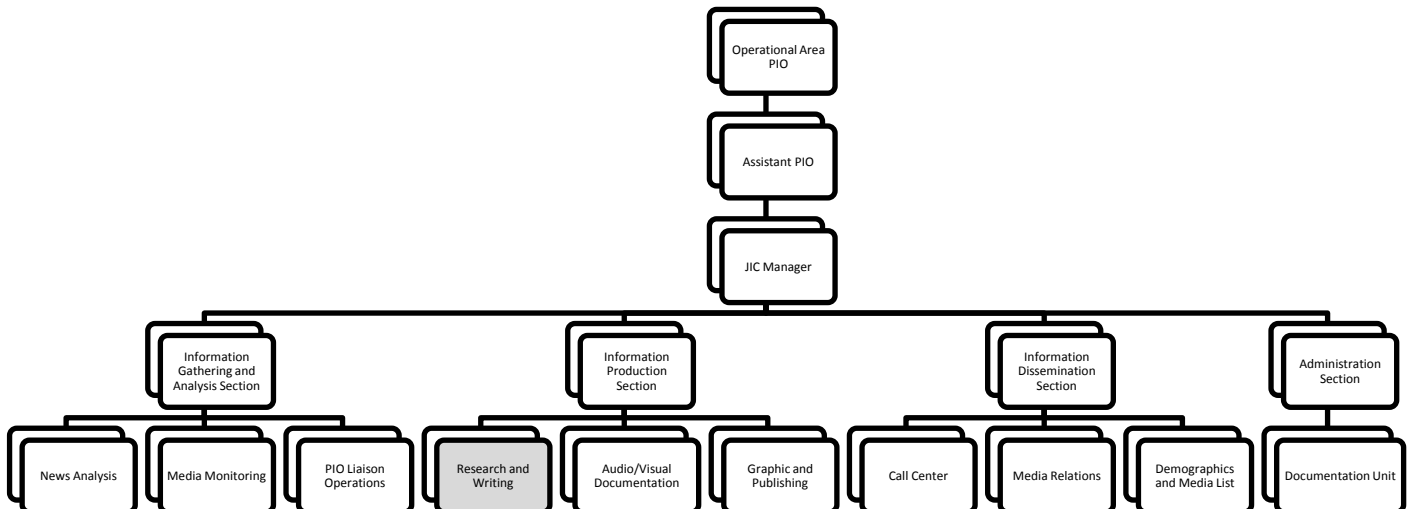 Operational Area
PIO
Assistant PIO
JIC Manager
Information
Gathering and
Analysis Section
Information
Production
Section
Information
Dissemination
Section
Administration
Section
News Analysis
Media Monitoring
PIO Liaison
Operations
Research and
Writing
Audio/Visual
Documentation
Graphic and
Publishing
Call Center
Media Relations
Demographics
and Media List
Documentation Unit